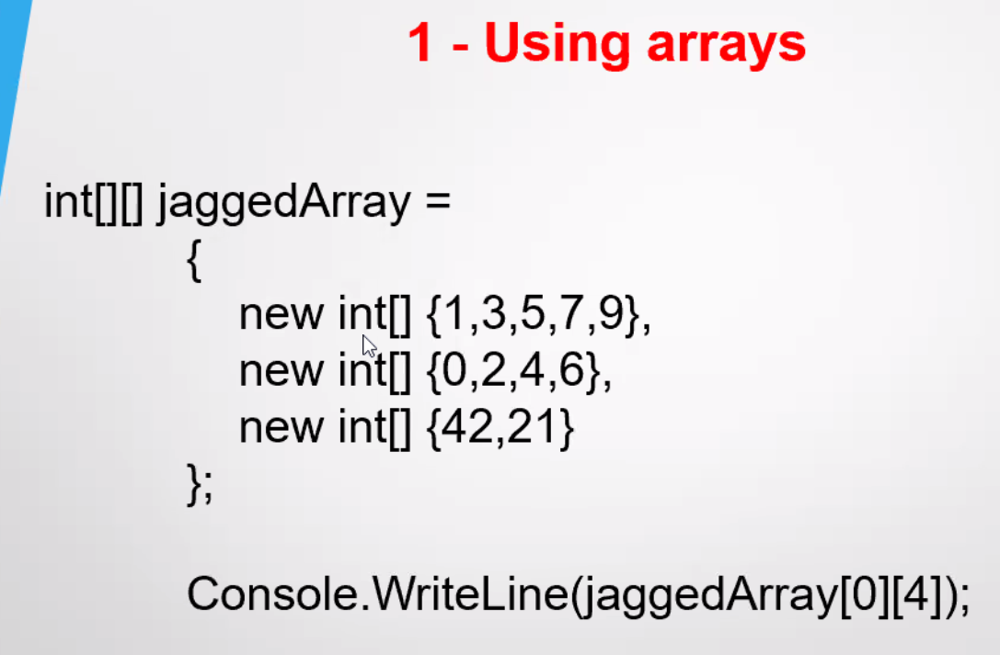 1 - Using arrays
int[][] jaggedArray =
{
new int[] {1,3,5,7,9},
new int[] {0,2,4,6},
new int[] {42,21}
};
Console.WriteLine(jaggedArray[0][4]);